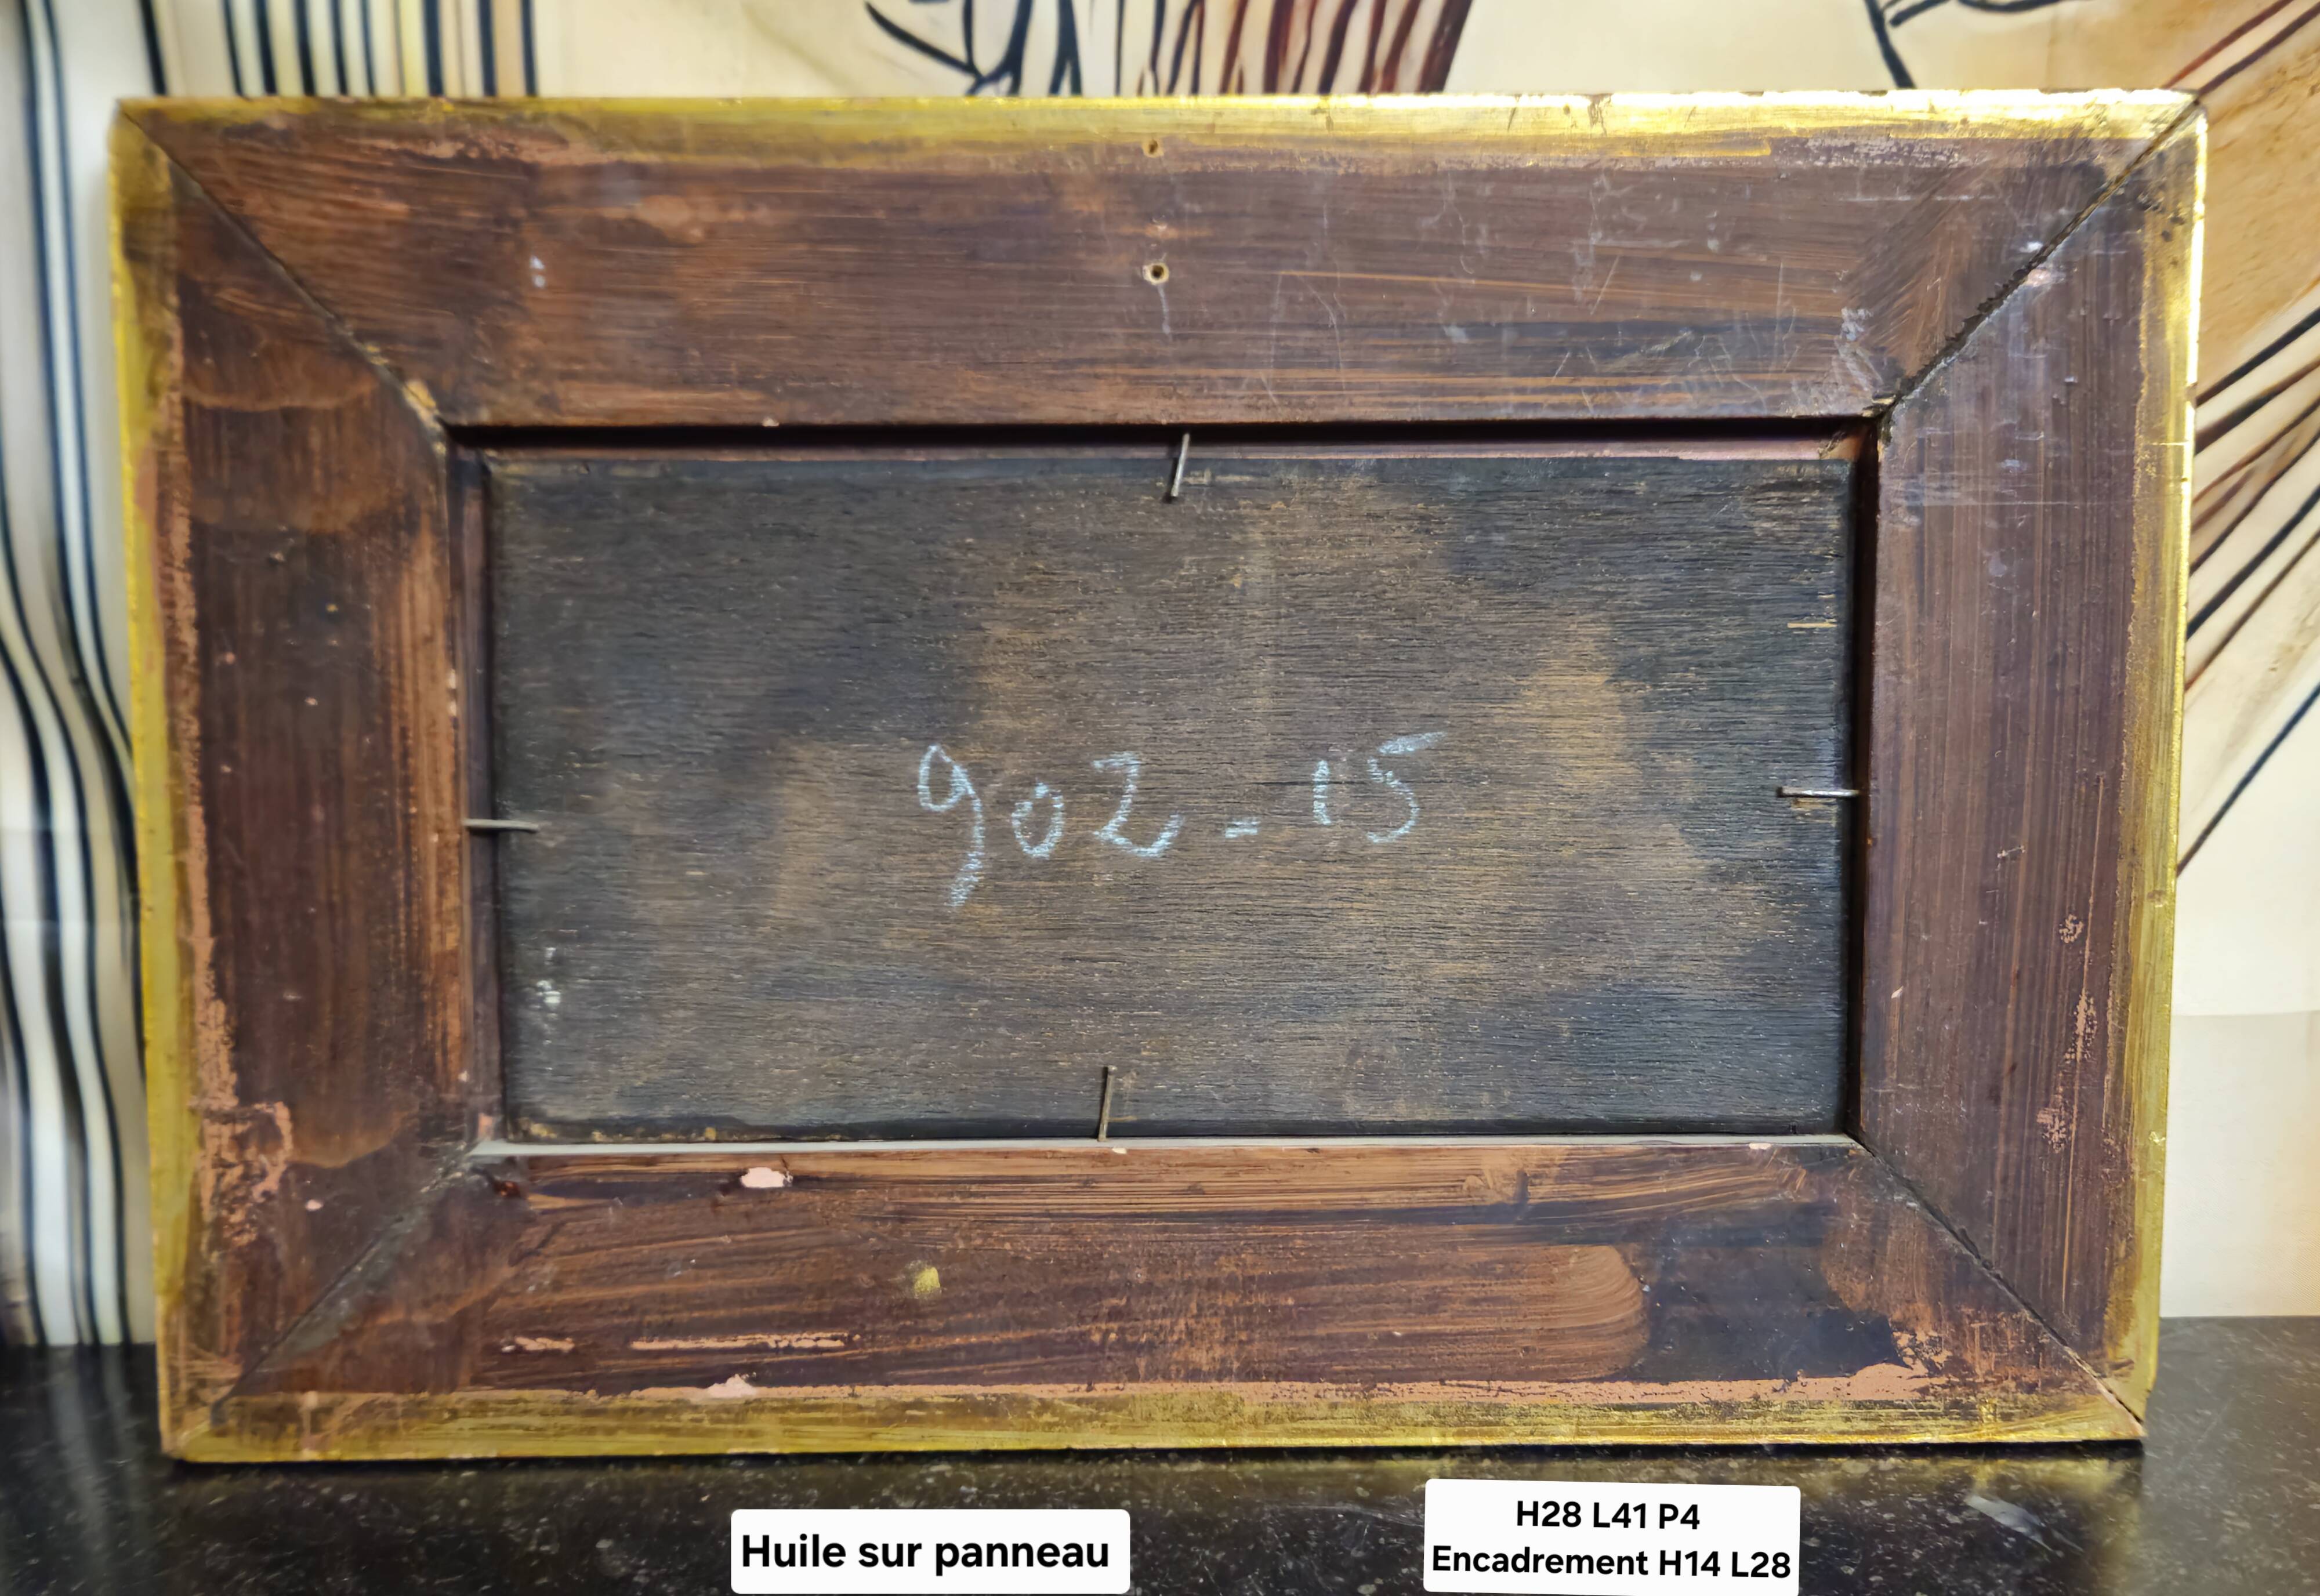 902-15
Huile sur panneau
H28 L41 P4
Encadrement H14 L28